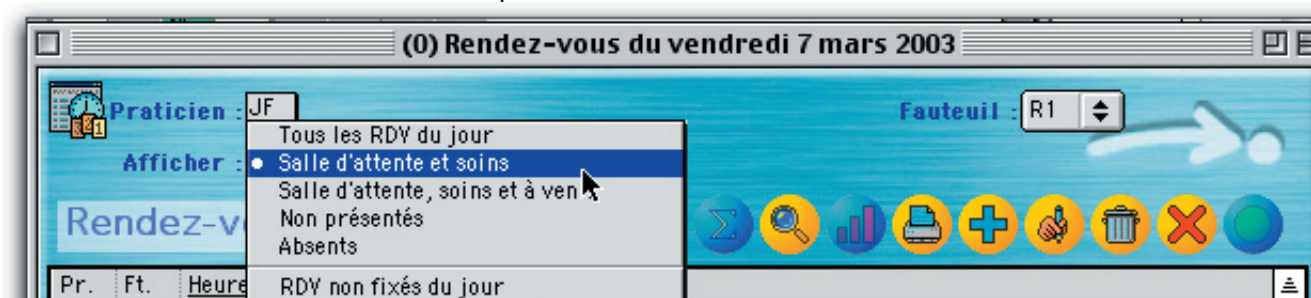 (0) Rendez-vous du vendredi 7 mars 2003
Praticien : JF
Fauteuil : R1
Tous les RDV du jour
Afficher : • Salle d'attente et soins
Salle d'attente, soins et à ven
Rendez-v
Non présentés
Absents
Pr. Ft. Heure
RDV non fixés du jour